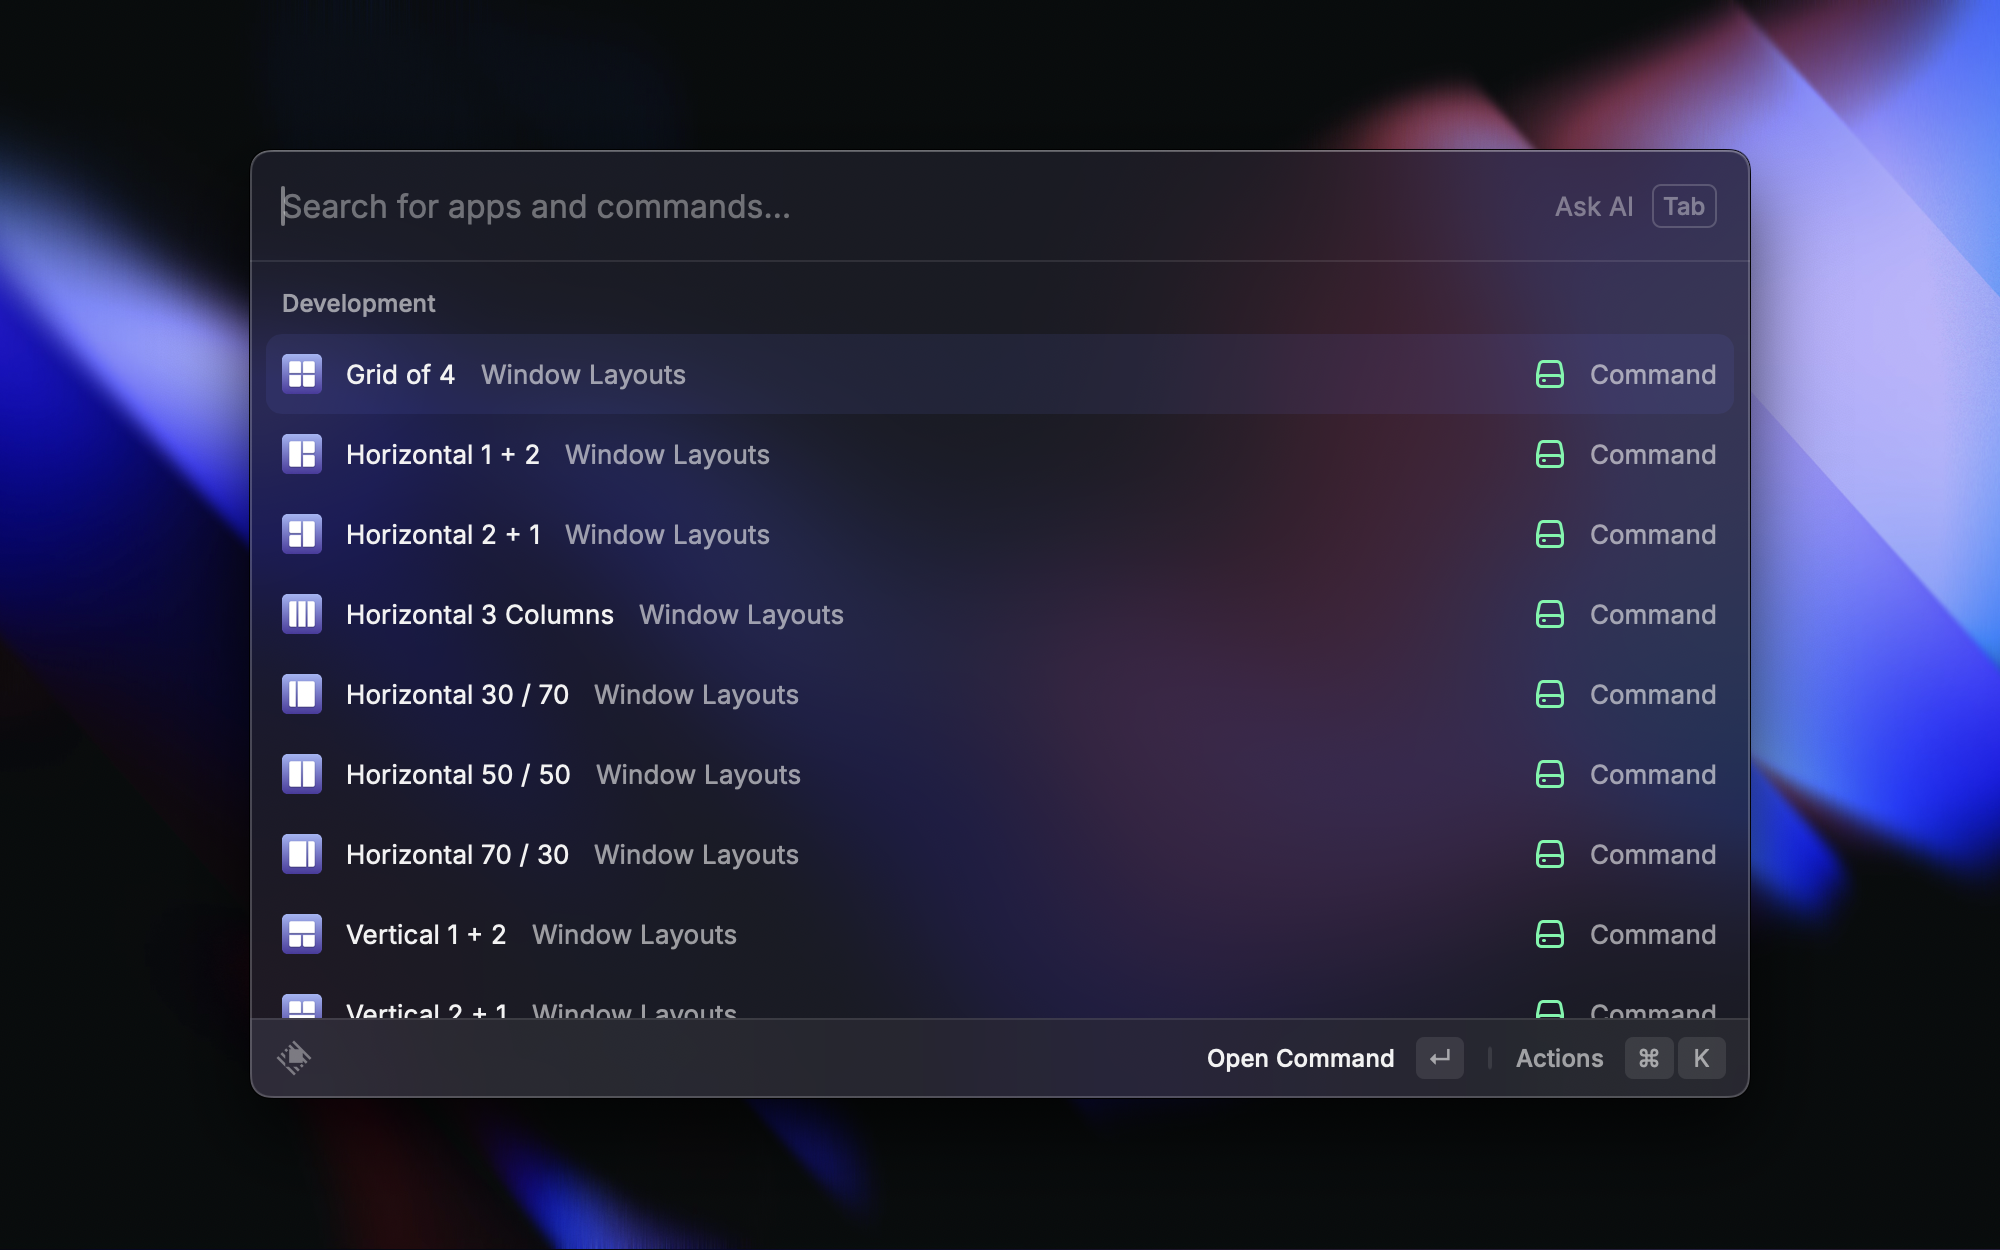 Search for apps and commands...
Ask AI Tab
Development
Grid of 4 Window Layouts Command
Horizontal 1 + 2 Window Layouts Command
Horizontal 2 + 1 Window Layouts Command
Horizontal 3 Columns Window Layouts Command
Horizontal 30 / 70 Window Layouts Command
Horizontal 50 / 50 Window Layouts Command
Horizontal 70 / 30 Window Layouts Command
Vertical 1 + 2 Window Layouts Command
Vertical 2 + 1 Window Layouts Command
Open Command ↵ | Actions ⌘ K